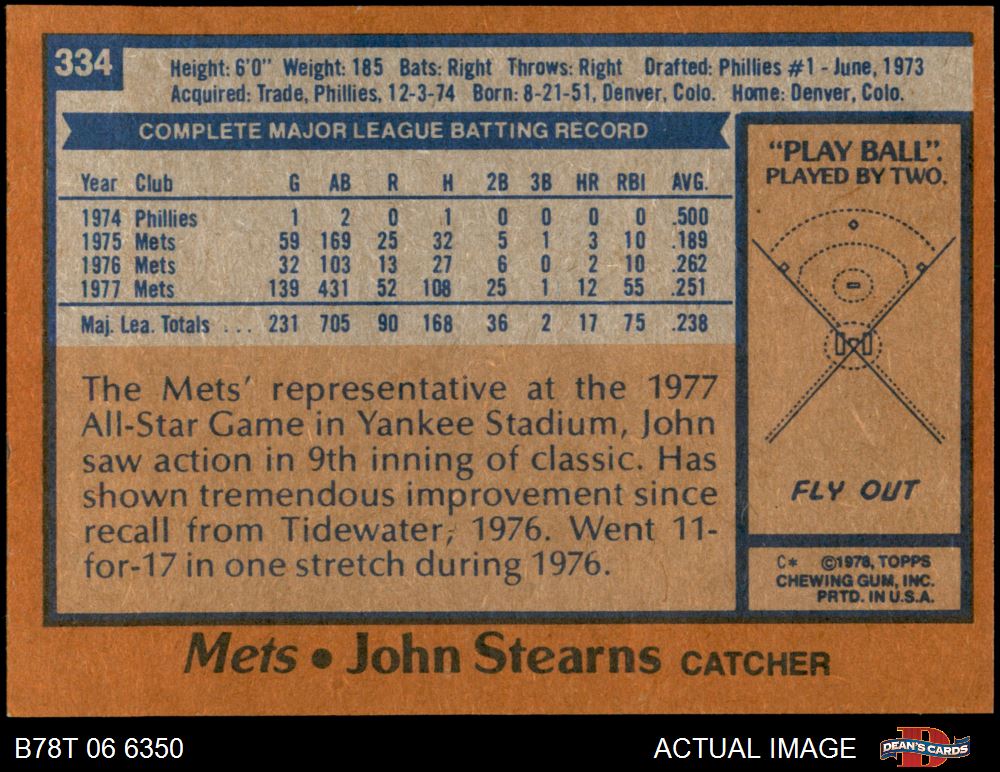 334
Height: 6'0" Weight: 185 Bats: Right Throws: Right Drafted: Phillies #1 - June, 1973
Acquired: Trade, Phillies, 12-3-74 Born: 8-21-51, Denver, Colo. Home: Denver, Colo.
COMPLETE MAJOR LEAGUE BATTING RECORD
Year Club G AB R H 2B 3B HR RBI AVG.
1974 Phillies 1 2 0 1 0 0 0 0 .500
1975 Mets 59 169 25 32 5 1 3 10 .189
1976 Mets 32 103 13 27 6 0 2 10 .262
1977 Mets 139 431 52 108 25 1 12 55 .251
Maj. Lea. Totals ... 231 705 90 168 36 2 17 75 .238
The Mets' representative at the 1977
All-Star Game in Yankee Stadium, John
saw action in 9th inning of classic. Has
shown tremendous improvement since
recall from Tidewater, 1976. Went 11-
for-17 in one stretch during 1976.
"PLAY BALL".
PLAYED BY TWO.
FLY OUT
C* ©1978, TOPPS
CHEWING GUM, INC.
PRTD. IN U.S.A.
Mets • John Stearns CATCHER
B78T 06 6350
ACTUAL IMAGE
D
DEAN'S CARDS